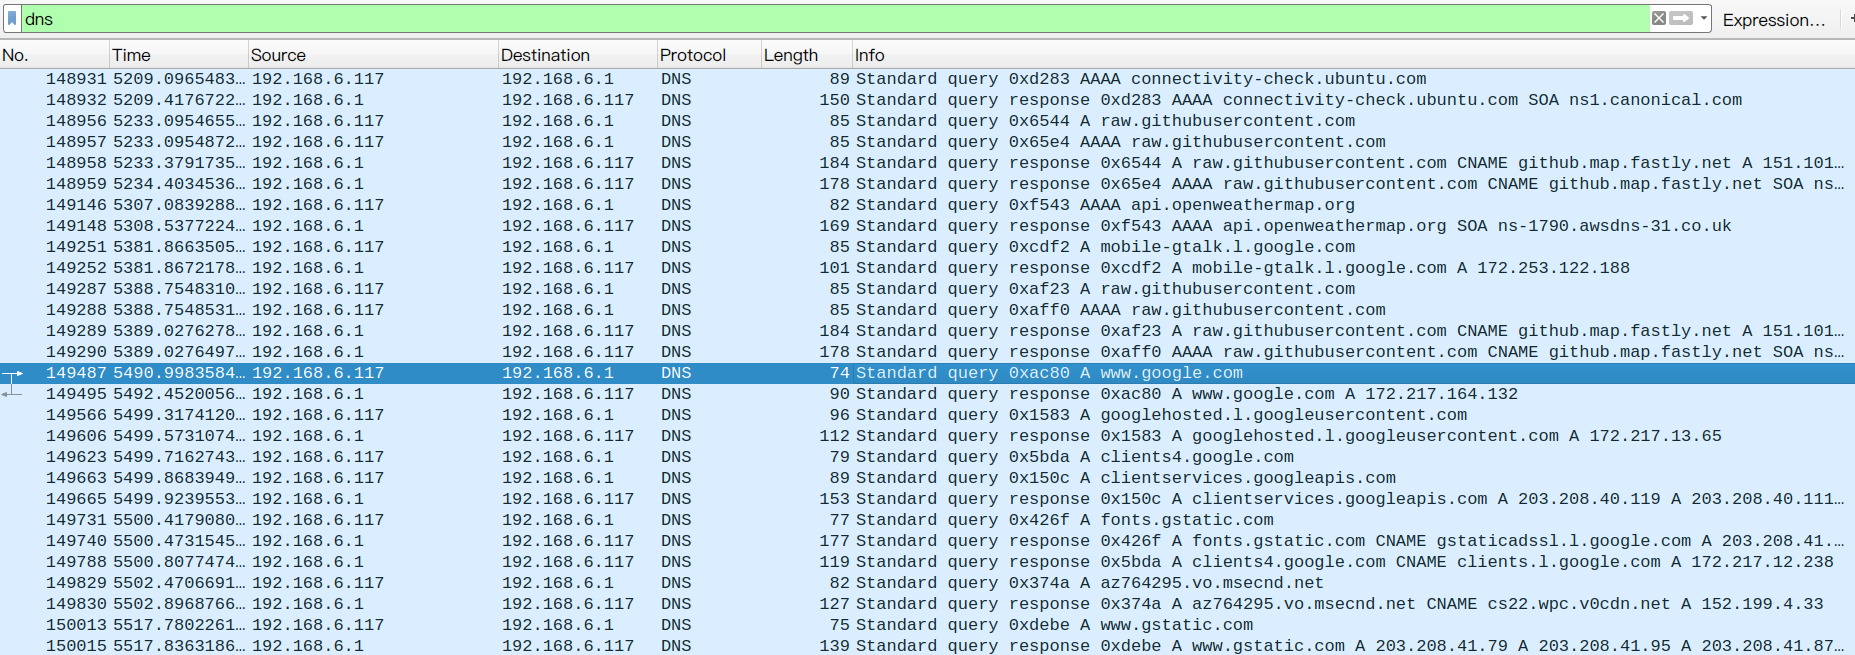 dns
Expression…
No. Time Source Destination Protocol Length Info
148931 5209.0965483… 192.168.6.117 192.168.6.1 DNS 89 Standard query 0xd283 AAAA connectivity-check.ubuntu.com
148932 5209.4176722… 192.168.6.1 192.168.6.117 DNS 150 Standard query response 0xd283 AAAA connectivity-check.ubuntu.com SOA ns1.canonical.com
148956 5233.0954655… 192.168.6.117 192.168.6.1 DNS 85 Standard query 0x6544 A raw.githubusercontent.com
148957 5233.0954872… 192.168.6.117 192.168.6.1 DNS 85 Standard query 0x65e4 AAAA raw.githubusercontent.com
148958 5233.3791735… 192.168.6.1 192.168.6.117 DNS 184 Standard query response 0x6544 A raw.githubusercontent.com CNAME github.map.fastly.net A 151.101…
148959 5234.4034536… 192.168.6.1 192.168.6.117 DNS 178 Standard query response 0x65e4 AAAA raw.githubusercontent.com CNAME github.map.fastly.net SOA ns…
149146 5307.0839288… 192.168.6.117 192.168.6.1 DNS 82 Standard query 0xf543 AAAA api.openweathermap.org
149148 5308.5377224… 192.168.6.1 192.168.6.117 DNS 169 Standard query response 0xf543 AAAA api.openweathermap.org SOA ns-1790.awsdns-31.co.uk
149251 5381.8663505… 192.168.6.117 192.168.6.1 DNS 85 Standard query 0xcdf2 A mobile-gtalk.l.google.com
149252 5381.8672178… 192.168.6.1 192.168.6.117 DNS 101 Standard query response 0xcdf2 A mobile-gtalk.l.google.com A 172.253.122.188
149287 5388.7548310… 192.168.6.117 192.168.6.1 DNS 85 Standard query 0xaf23 A raw.githubusercontent.com
149288 5388.7548531… 192.168.6.117 192.168.6.1 DNS 85 Standard query 0xaff0 AAAA raw.githubusercontent.com
149289 5389.0276278… 192.168.6.1 192.168.6.117 DNS 184 Standard query response 0xaf23 A raw.githubusercontent.com CNAME github.map.fastly.net A 151.101…
149290 5389.0276497… 192.168.6.1 192.168.6.117 DNS 178 Standard query response 0xaff0 AAAA raw.githubusercontent.com CNAME github.map.fastly.net SOA ns…
149487 5490.9983584… 192.168.6.117 192.168.6.1 DNS 74 Standard query 0xac80 A www.google.com
149495 5492.4520056… 192.168.6.1 192.168.6.117 DNS 90 Standard query response 0xac80 A www.google.com A 172.217.164.132
149566 5499.3174120… 192.168.6.117 192.168.6.1 DNS 96 Standard query 0x1583 A googlehosted.l.googleusercontent.com
149606 5499.5731074… 192.168.6.1 192.168.6.117 DNS 112 Standard query response 0x1583 A googlehosted.l.googleusercontent.com A 172.217.13.65
149623 5499.7162743… 192.168.6.117 192.168.6.1 DNS 79 Standard query 0x5bda A clients4.google.com
149663 5499.8683949… 192.168.6.117 192.168.6.1 DNS 89 Standard query 0x150c A clientservices.googleapis.com
149665 5499.9239553… 192.168.6.1 192.168.6.117 DNS 153 Standard query response 0x150c A clientservices.googleapis.com A 203.208.40.119 A 203.208.40.111…
149731 5500.4179080… 192.168.6.117 192.168.6.1 DNS 77 Standard query 0x426f A fonts.gstatic.com
149740 5500.4731545… 192.168.6.1 192.168.6.117 DNS 177 Standard query response 0x426f A fonts.gstatic.com CNAME gstaticadssl.l.google.com A 203.208.41.…
149788 5500.8077474… 192.168.6.1 192.168.6.117 DNS 119 Standard query response 0x5bda A clients4.google.com CNAME clients.l.google.com A 172.217.12.238
149829 5502.4706691… 192.168.6.117 192.168.6.1 DNS 82 Standard query 0x374a A az764295.vo.msecnd.net
149830 5502.8968766… 192.168.6.1 192.168.6.117 DNS 127 Standard query response 0x374a A az764295.vo.msecnd.net CNAME cs22.wpc.v0cdn.net A 152.199.4.33
150013 5517.7802261… 192.168.6.117 192.168.6.1 DNS 75 Standard query 0xdebe A www.gstatic.com
150015 5517.8363186… 192.168.6.1 192.168.6.117 DNS 139 Standard query response 0xdebe A www.gstatic.com A 203.208.41.79 A 203.208.41.95 A 203.208.41.87…